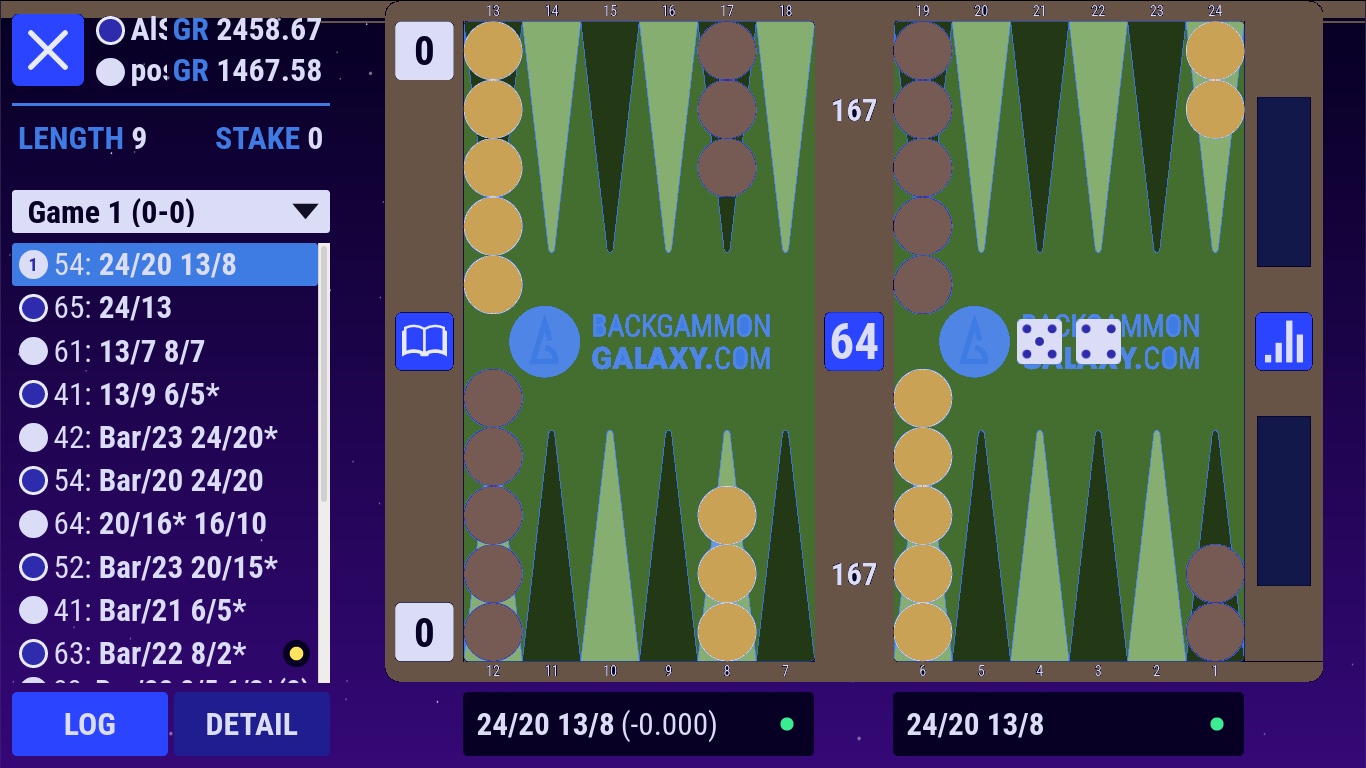 AlS GR 2458.67
pos GR 1467.58
LENGTH 9 STAKE 0
Game 1 (0-0)
1 54: 24/20 13/8
65: 24/13
61: 13/7 8/7
41: 13/9 6/5*
42: Bar/23 24/20*
54: Bar/20 24/20
64: 20/16* 16/10
52: Bar/23 20/15*
41: Bar/21 6/5*
63: Bar/22 8/2*
LOG DETAIL
13 14 15 16 17 18 19 20 21 22 23 24
0
167
BACKGAMMON
GALAXY.COM
64
BACKGAMMON
GALAXY.COM
167
0
12 11 10 9 8 7 6 5 4 3 2 1
24/20 13/8 (-0.000)
24/20 13/8